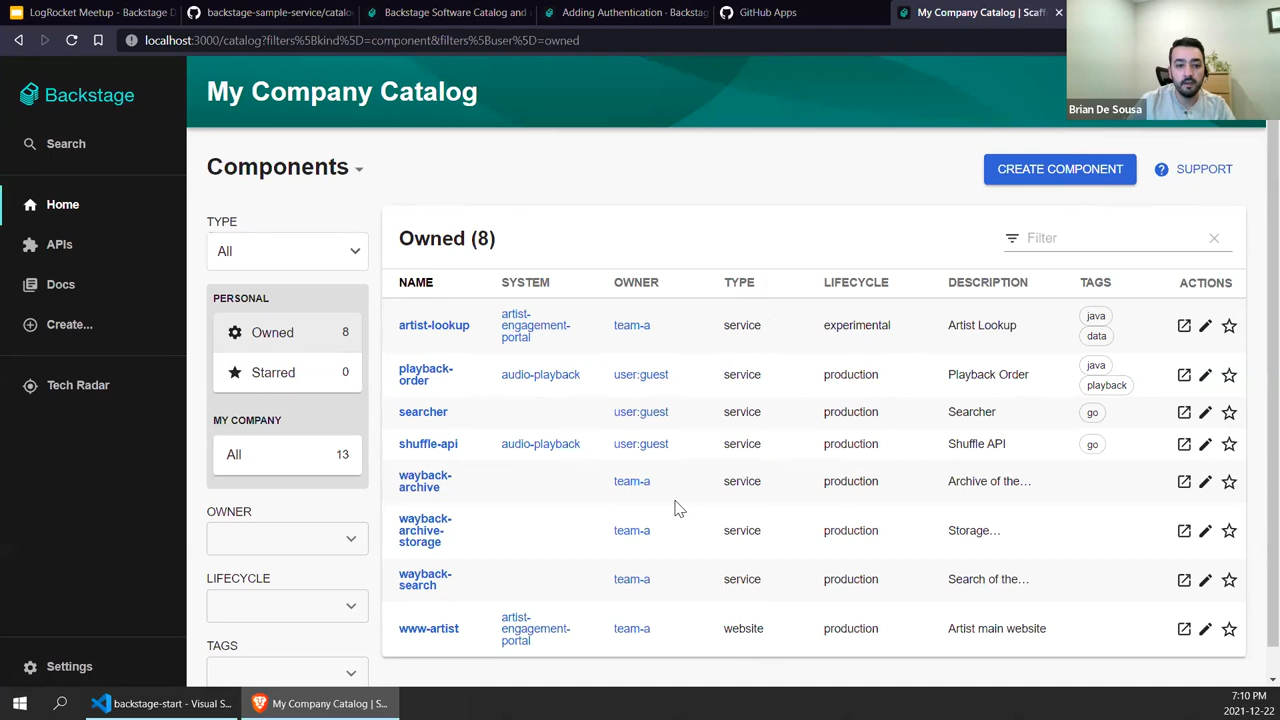 LogRocket Meetup - Backstage
backstage-sample-service/catalo
Backstage Software Catalog and
Adding Authentication · Backsta
GitHub Apps
My Company Catalog | Scaff
localhost:3000/catalog?filters%5Bkind%5D=component&filters%5Buser%5D=owned
Brian De Sousa
Backstage
Search
Home
APIs
Docs
Create...
Tech Radar
Settings
My Company Catalog
Components
CREATE COMPONENT
SUPPORT
TYPE
All
PERSONAL
Owned 8
Starred 0
MY COMPANY
All 13
OWNER
LIFECYCLE
TAGS
Owned (8)
Filter
NAME SYSTEM OWNER TYPE LIFECYCLE DESCRIPTION TAGS ACTIONS
artist-lookup
artist-
engagement-
portal
team-a service experimental Artist Lookup
java
data
playback-
order
audio-playback user:guest service production Playback Order
java
playback
searcher user:guest service production Searcher go
shuffle-api audio-playback user:guest service production Shuffle API go
wayback-
archive
team-a service production Archive of the…
wayback-
archive-
storage
team-a service production Storage…
wayback-
search
team-a service production Search of the…
www-artist
artist-
engagement-
portal
team-a website production Artist main website
backstage-start - Visual S...
My Company Catalog | S...
7:10 PM
2021-12-22